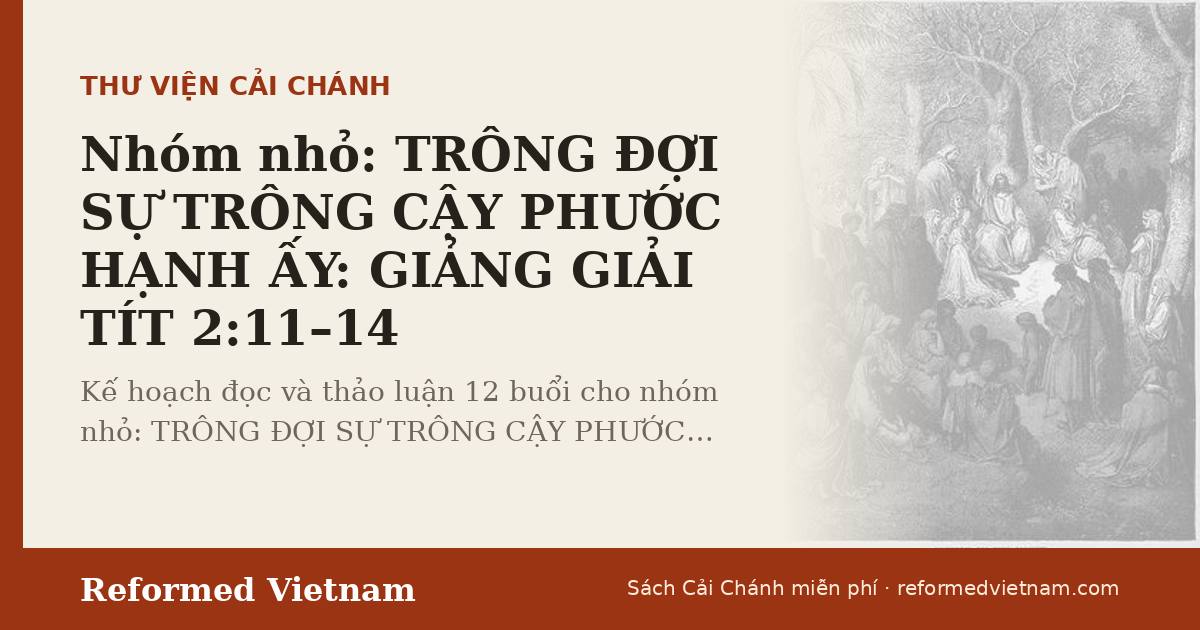 THƯ VIỆN CẢI CHÁNH
Nhóm nhỏ: TRÔNG ĐỢI
SỰ TRÔNG CẬY PHƯỚC
HẠNH ẤY: GIẢNG GIẢI
TÍT 2:11–14
Kế hoạch đọc và thảo luận 12 buổi cho nhóm
nhỏ: TRÔNG ĐỢI SỰ TRÔNG CẬY PHƯỚC...
Reformed Vietnam
Sách Cải Chánh miễn phí · reformedvietnam.com